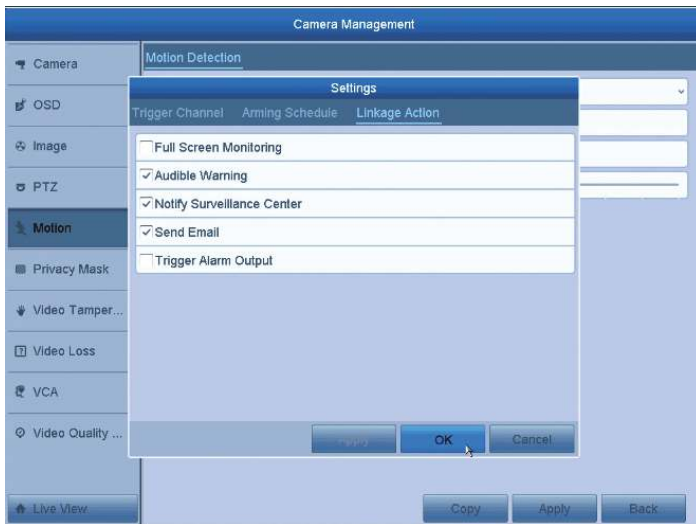 Camera Management
Camera
OSD
Image
PTZ
Motion
Privacy Mask
Video Tamper...
Video Loss
VCA
Video Quality ...
Live View
Motion Detection
Settings
Trigger Channel Arming Schedule Linkage Action
Full Screen Monitoring
Audible Warning
Notify Surveillance Center
Send Email
Trigger Alarm Output
Apply OK Cancel
Copy Apply Back